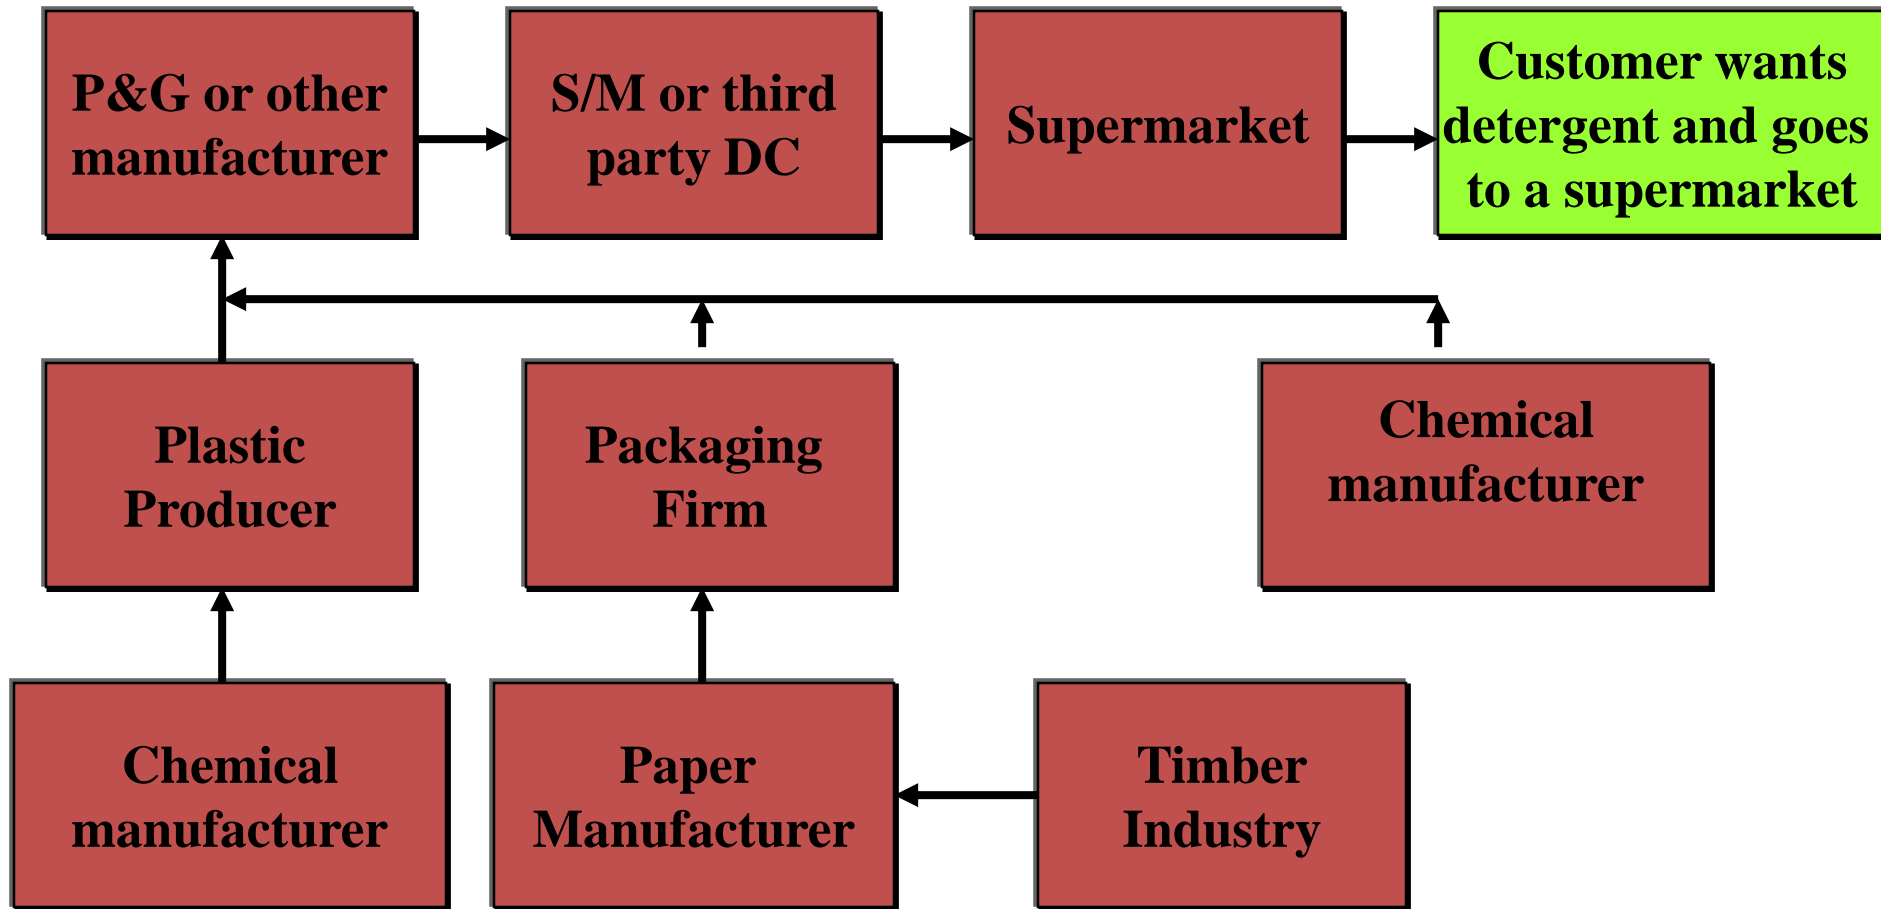 P&G or other
manufacturer
S/M or third
party DC
Supermarket
Customer wants
detergent and goes
to a supermarket
Plastic
Producer
Packaging
Firm
Chemical
manufacturer
Chemical
manufacturer
Paper
Manufacturer
Timber
Industry